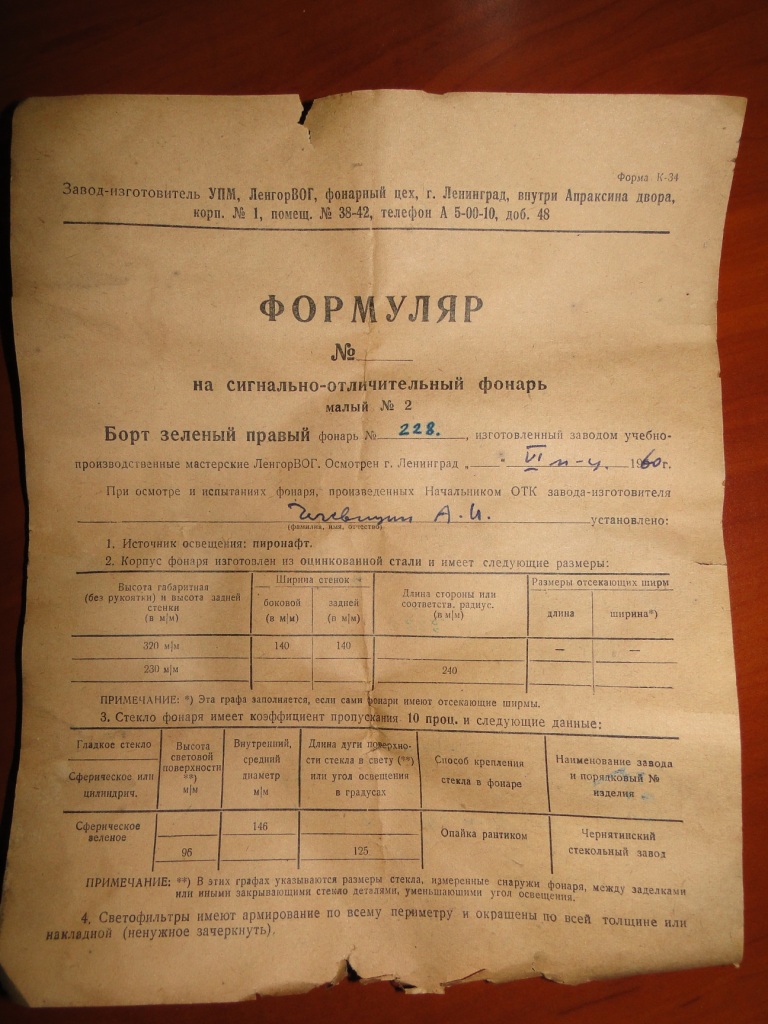 Форма К-34
Завод-изготовитель УПМ, ЛенгорВОГ, фонарный цех, г. Ленинград, внутри Апраксина двора,
корп. № 1, помещ. № 38-42, телефон А 5-00-10, доб. 48
ФОРМУЛЯР
№
на сигнально-отличительный фонарь
малый № 2
Борт зеленый правый фонарь № 228. , изготовленный заводом учебно-
производственные мастерские ЛенгорВОГ. Осмотрен г. Ленинград „ VI 1960г.
При осмотре и испытаниях фонаря, произведенных Начальником ОТК завода-изготовителя
А.И. установлено:
(фамилия, имя, отчество)
1. Источник освещения: пиронафт.
2. Корпус фонаря изготовлен из оцинкованной стали и имеет следующие размеры:
Высота габаритная (без рукоятки) и высота задней стенки (в м|м)
Ширина стенок
боковой (в м|м)
задней (в м|м)
Длина стороны или соответств. радиус. (в м|м)
Размеры отсекающих ширм
длина
ширина*)
320 м|м 140 140 — —
230 м|м 240
ПРИМЕЧАНИЕ: *) Эта графа заполняется, если сами фонари имеют отсекающие ширмы.
3. Стекло фонаря имеет коэффициент пропускания 10 проц. и следующие данные:
Гладкое стекло
Сферическое или цилиндрич.
Высота световой поверхности **) м|м
Внутренний, средний диаметр м|м
Длина дуги поверхности стекла в свету (**) или угол освещения в градусах
Способ крепления стекла в фонаре
Наименование завода и порядковый № изделия
Сферическое зеленое
96
146
125
Опайка рантиком
Чернятинский стекольный завод
ПРИМЕЧАНИЕ: **) В этих графах указываются размеры стекла, измеренные снаружи фонаря, между заделками
или иными закрывающими стекло деталями, уменьшающими угол освещения.
4. Светофильтры имеют армирование по всему периметру и окрашены по всей толщине или
накладной (ненужное зачеркнуть).